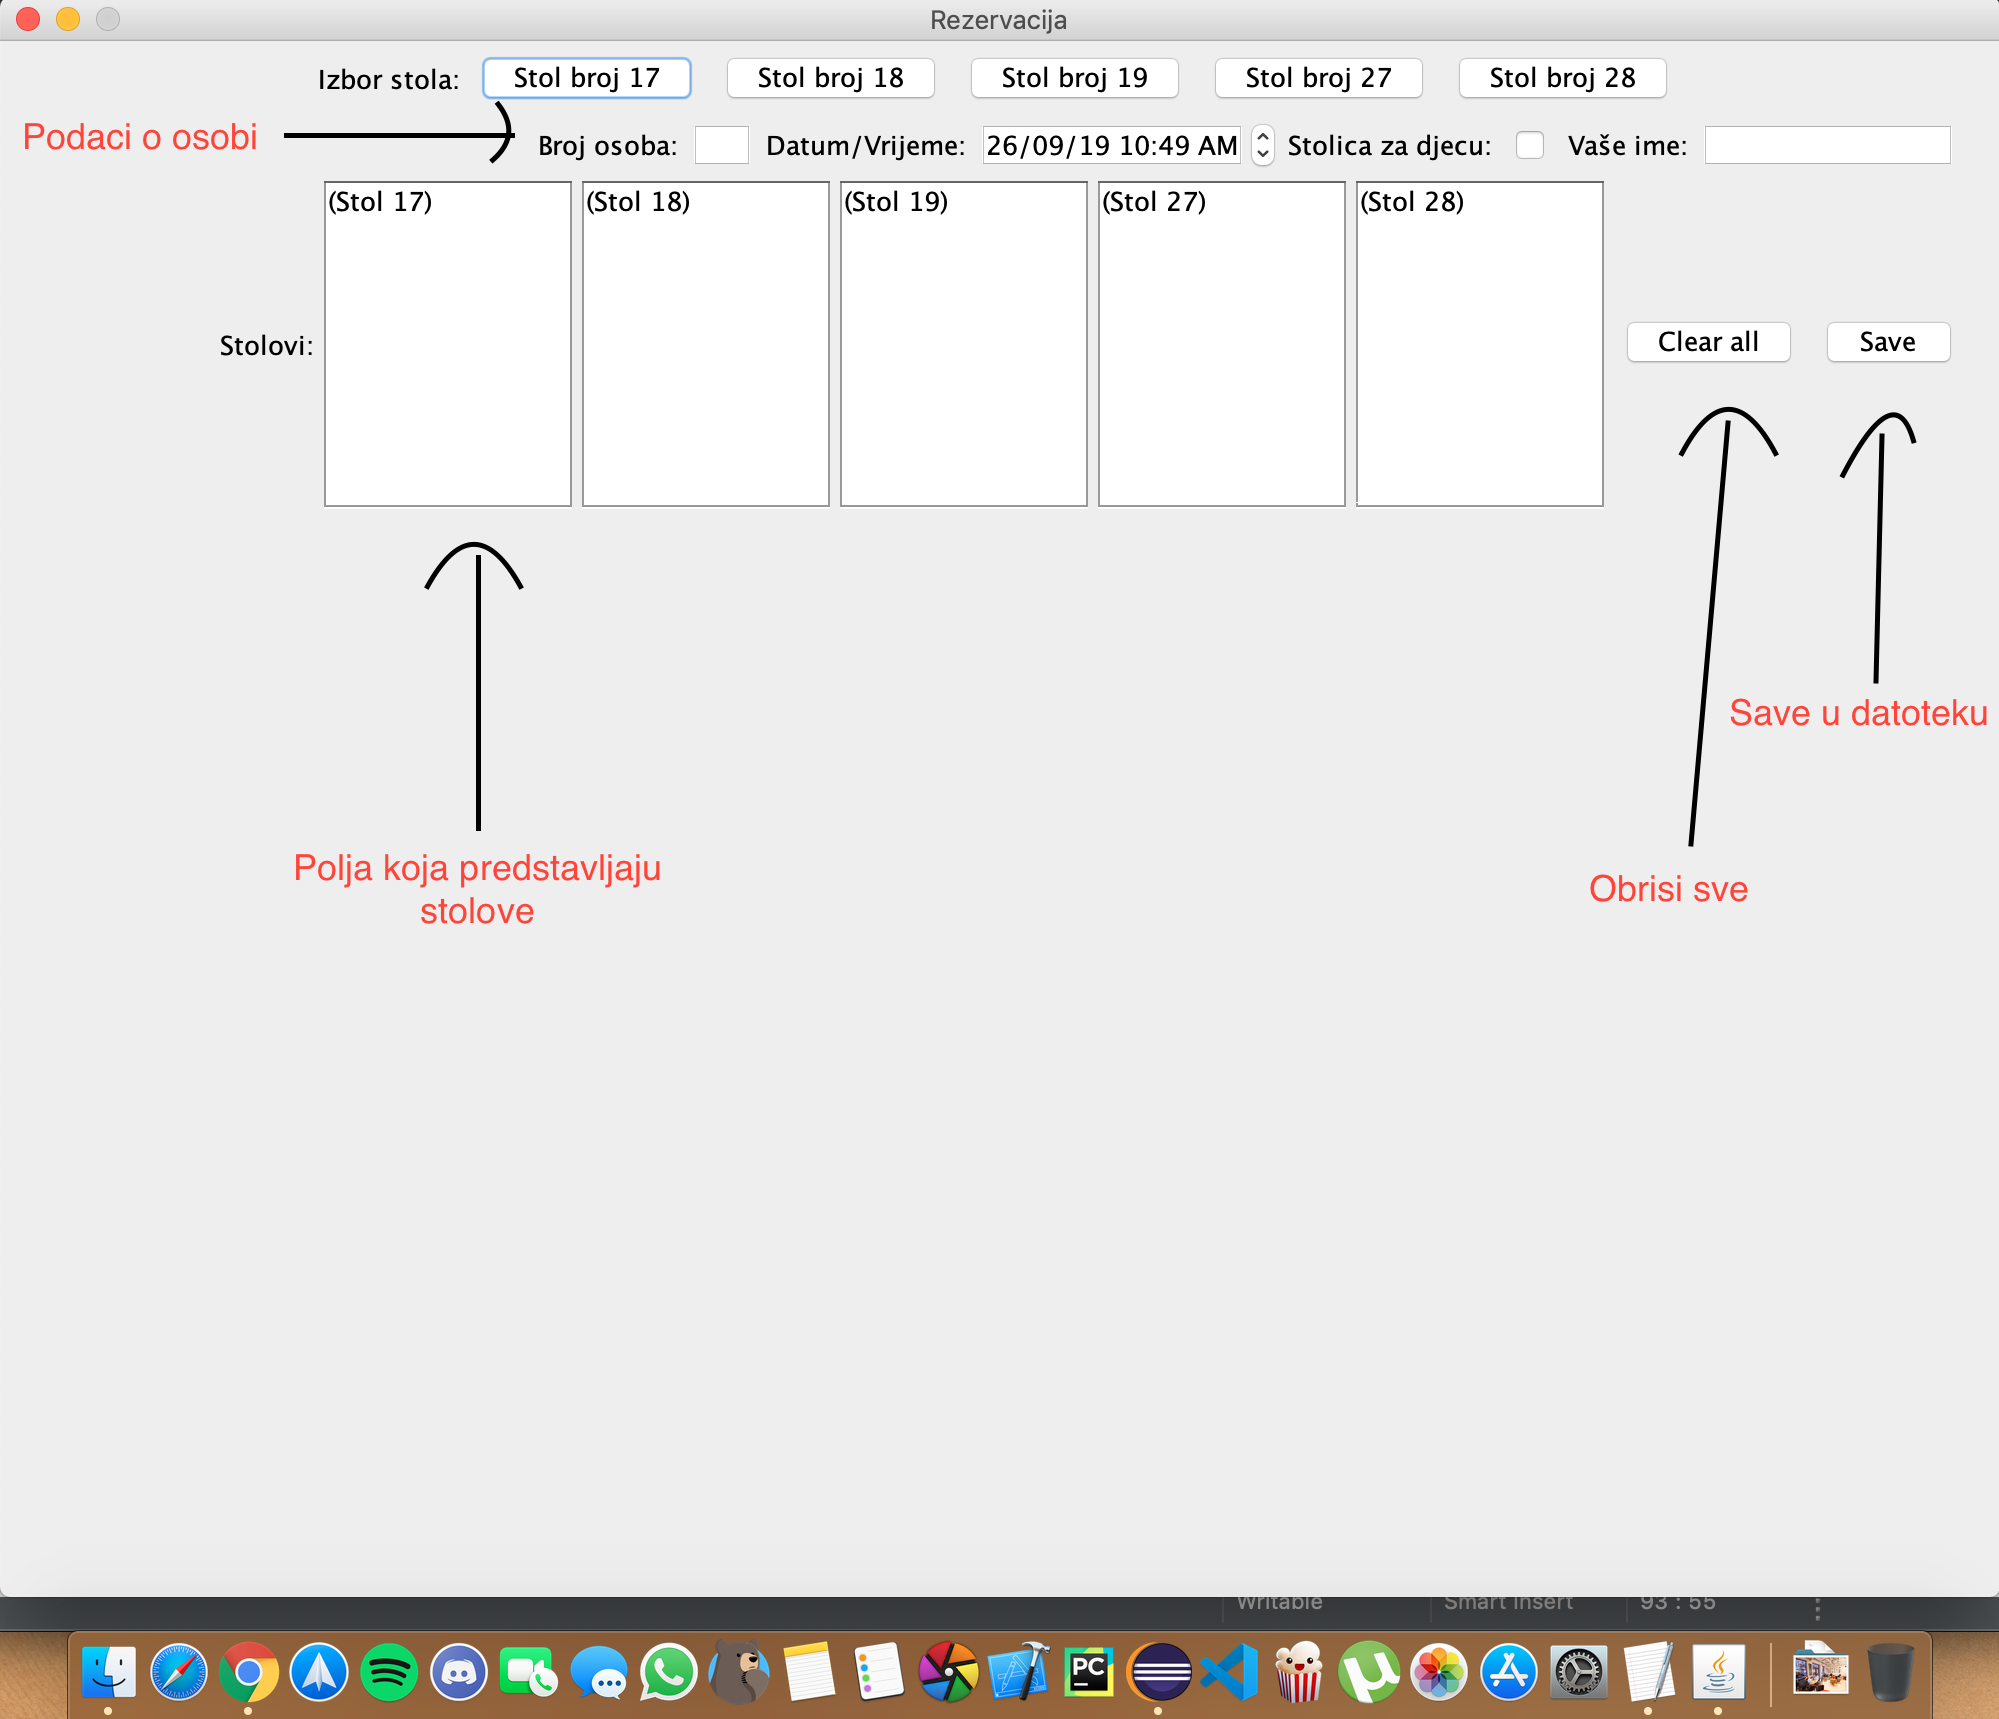 Rezervacija
Izbor stola: Stol broj 17 Stol broj 18 Stol broj 19 Stol broj 27 Stol broj 28
Podaci o osobi
Broj osoba: Datum/Vrijeme: 26/09/19 10:49 AM Stolica za djecu: Vaše ime:
(Stol 17) (Stol 18) (Stol 19) (Stol 27) (Stol 28)
Stolovi: Clear all Save
Save u datoteku
Polja koja predstavljaju
stolove
Obrisi sve
Writable Smart Insert 93 : 55
PC